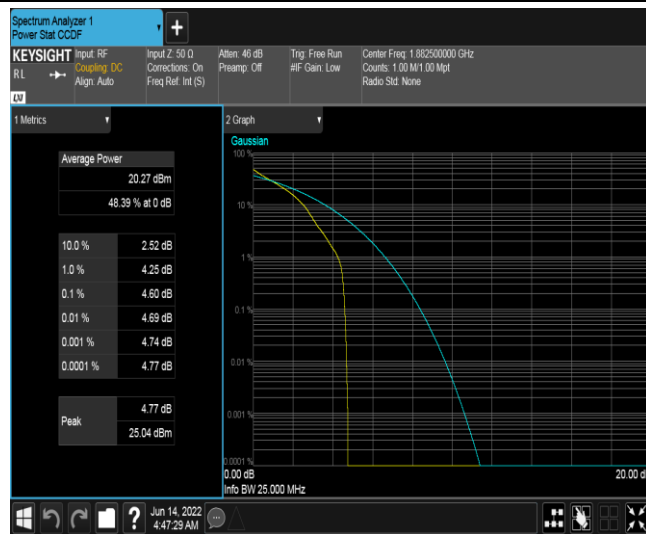 Spectrum Analyzer 1
Power Stat CCDF
+
KEYSIGHT
RL
LXI
Input: RF
Coupling: DC
Align: Auto
Input Z: 50 Ω
Corrections: On
Freq Ref: Int (S)
Atten: 46 dB
Preamp: Off
Trig: Free Run
#IF Gain: Low
Center Freq: 1.882500000 GHz
Counts: 1.00 M/1.00 Mpt
Radio Std: None
1 Metrics
Average Power
20.27 dBm
48.39 % at 0 dB
10.0 % 2.52 dB
1.0 % 4.25 dB
0.1 % 4.60 dB
0.01 % 4.69 dB
0.001 % 4.74 dB
0.0001 % 4.77 dB
Peak
4.77 dB
25.04 dBm
2 Graph
Gaussian
100 %
10 %
1 %
0.1 %
0.01 %
0.001 %
0.0001 %
0.00 dB
20.00 d
Info BW 25.000 MHz
?
Jun 14, 2022
4:47:29 AM